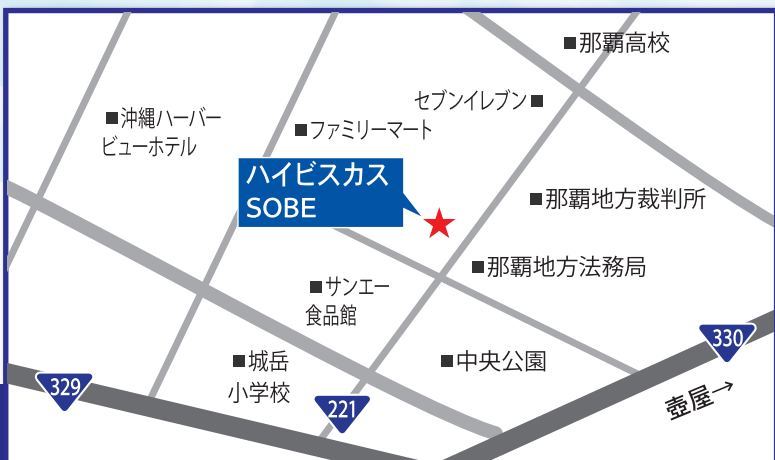 ■那覇高校
セブンイレブン■
■沖縄ハーバー
ビューホテル
■ファミリーマート
ハイビスカス
SOBE
■那覇地方裁判所
■那覇地方法務局
■サンエー
食品館
330
■城岳
小学校
■中央公園
329
221
壺屋→